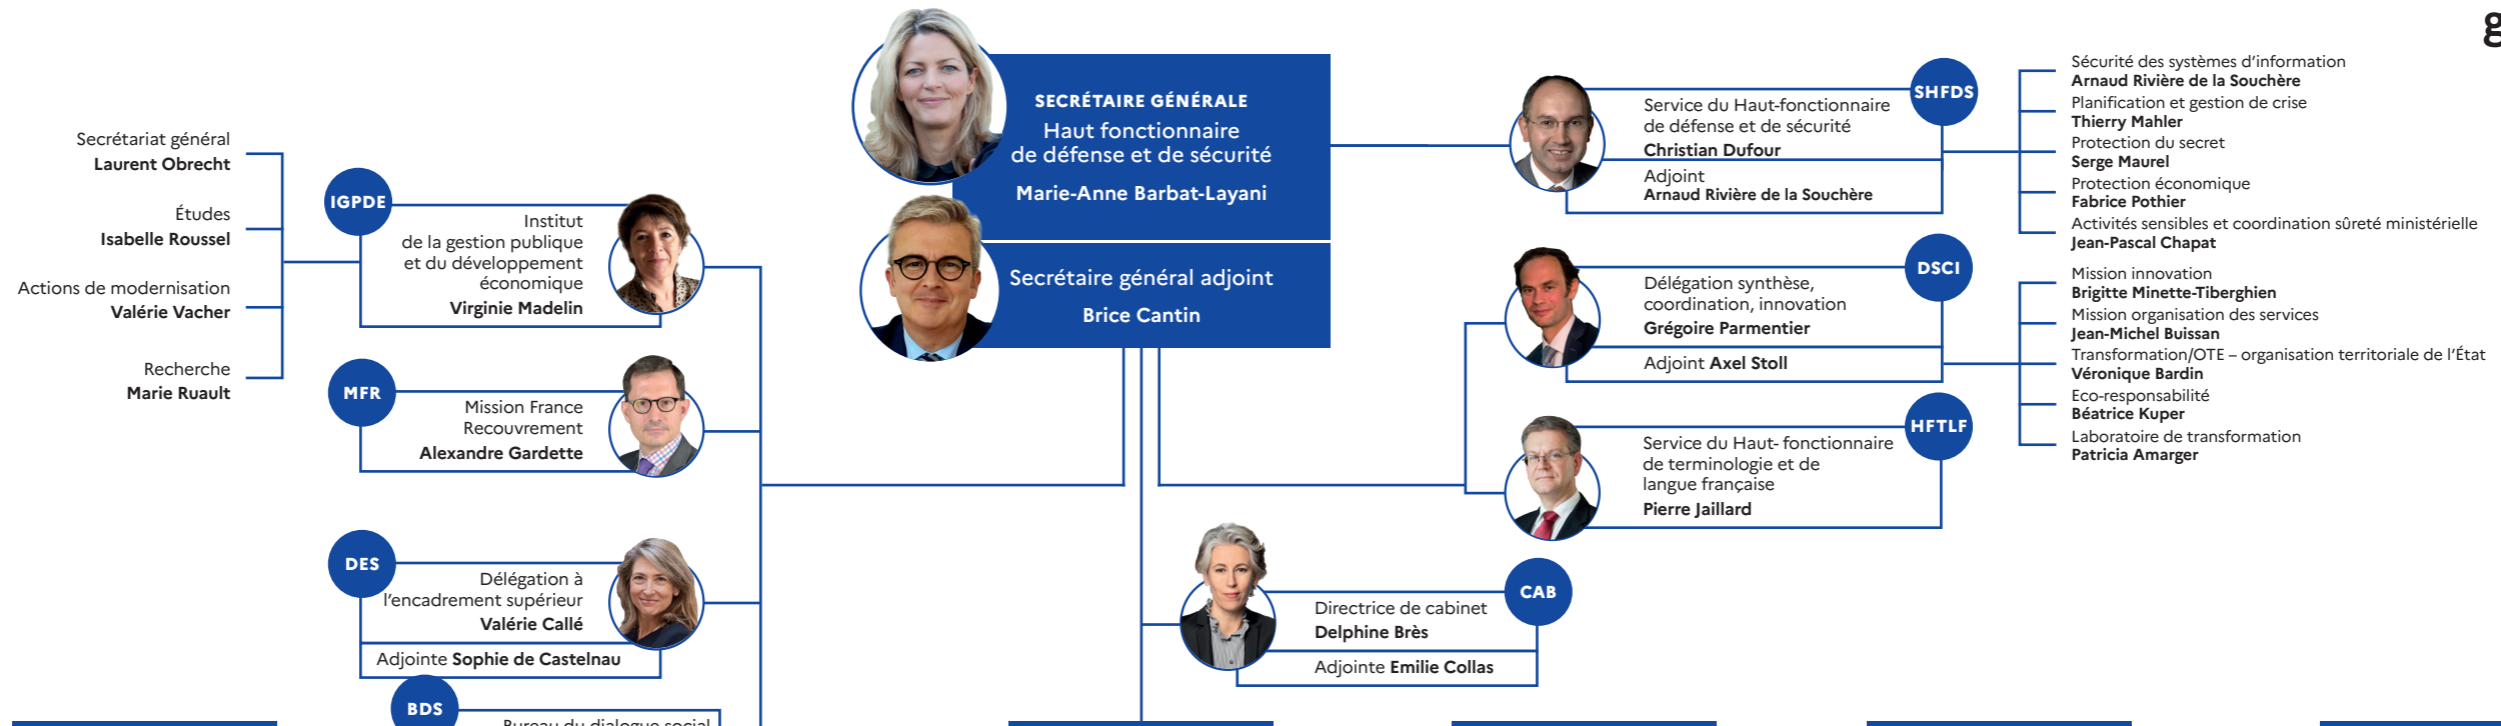 g
SECRÉTAIRE GÉNÉRALE
Haut fonctionnaire
de défense et de sécurité
Marie-Anne Barbat-Layani
Secrétaire général adjoint
Brice Cantin
Secrétariat général
Laurent Obrecht
Études
Isabelle Roussel
Actions de modernisation
Valérie Vacher
Recherche
Marie Ruault
IGPDE
Institut
de la gestion publique
et du développement
économique
Virginie Madelin
MFR
Mission France
Recouvrement
Alexandre Gardette
DES
Délégation à
l’encadrement supérieur
Valérie Callé
Adjointe Sophie de Castelnau
BDS
Bureau du dialogue social
SHFDS
Service du Haut-fonctionnaire
de défense et de sécurité
Christian Dufour
Adjoint
Arnaud Rivière de la Souchère
Sécurité des systèmes d’information
Arnaud Rivière de la Souchère
Planification et gestion de crise
Thierry Mahler
Protection du secret
Serge Maurel
Protection économique
Fabrice Pothier
Activités sensibles et coordination sûreté ministérielle
Jean-Pascal Chapat
DSCI
Délégation synthèse,
coordination, innovation
Grégoire Parmentier
Adjoint Axel Stoll
Mission innovation
Brigitte Minette-Tiberghien
Mission organisation des services
Jean-Michel Buissan
Transformation/OTE – organisation territoriale de l’État
Véronique Bardin
Eco-responsabilité
Béatrice Kuper
Laboratoire de transformation
Patricia Amarger
HFTLF
Service du Haut- fonctionnaire
de terminologie et de
langue française
Pierre Jaillard
CAB
Directrice de cabinet
Delphine Brès
Adjointe Emilie Collas